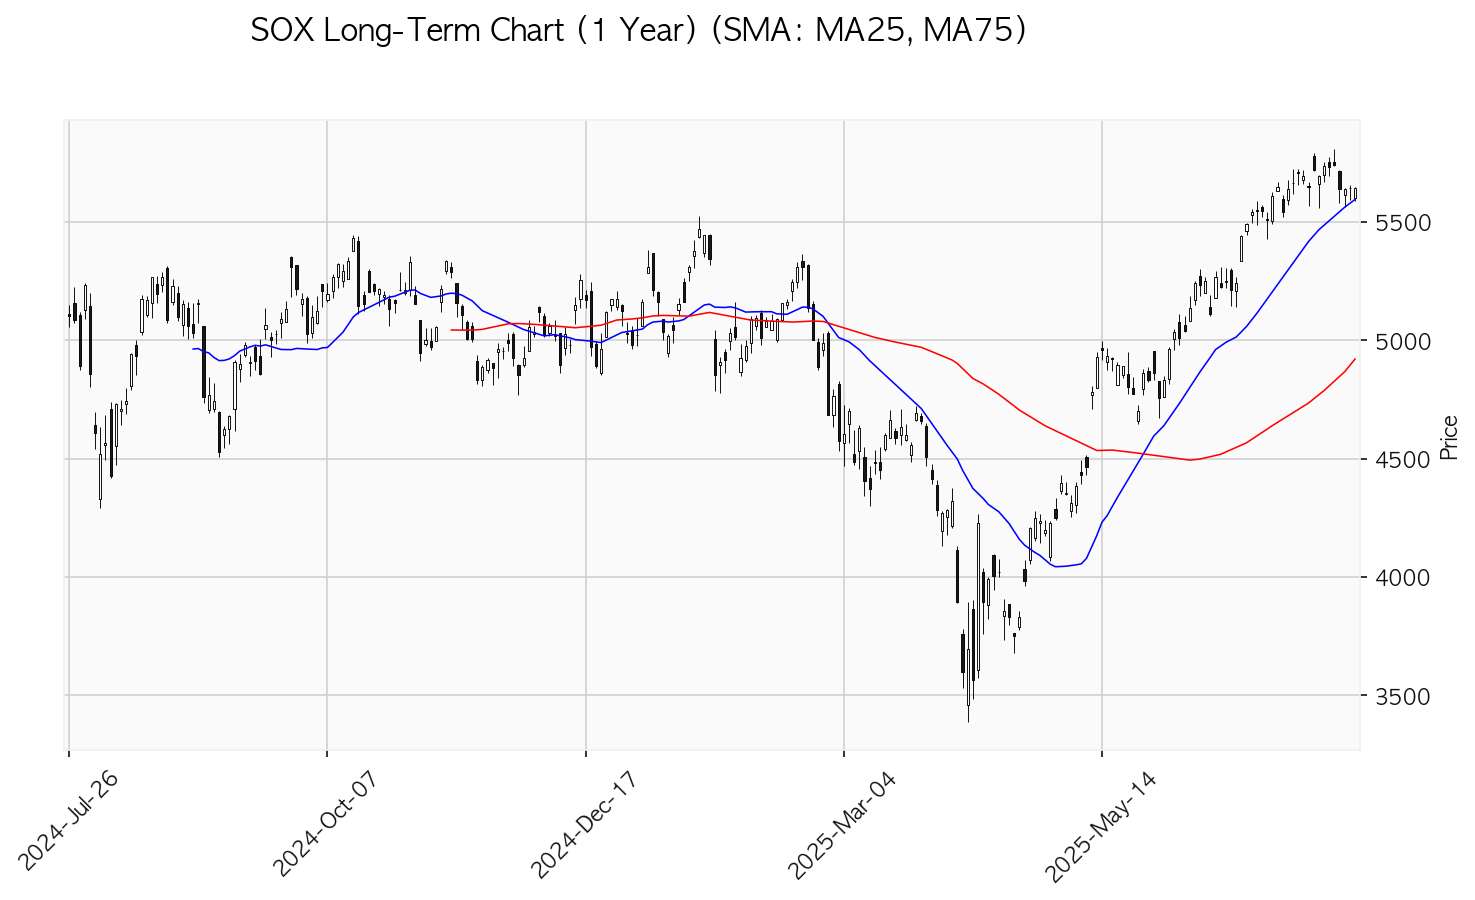 SOX Long-Term Chart (1 Year) (SMA: MA25, MA75)
5500
5000
4500
4000
3500
Price
2024-Jul-26
2024-Oct-07
2024-Dec-17
2025-Mar-04
2025-May-14